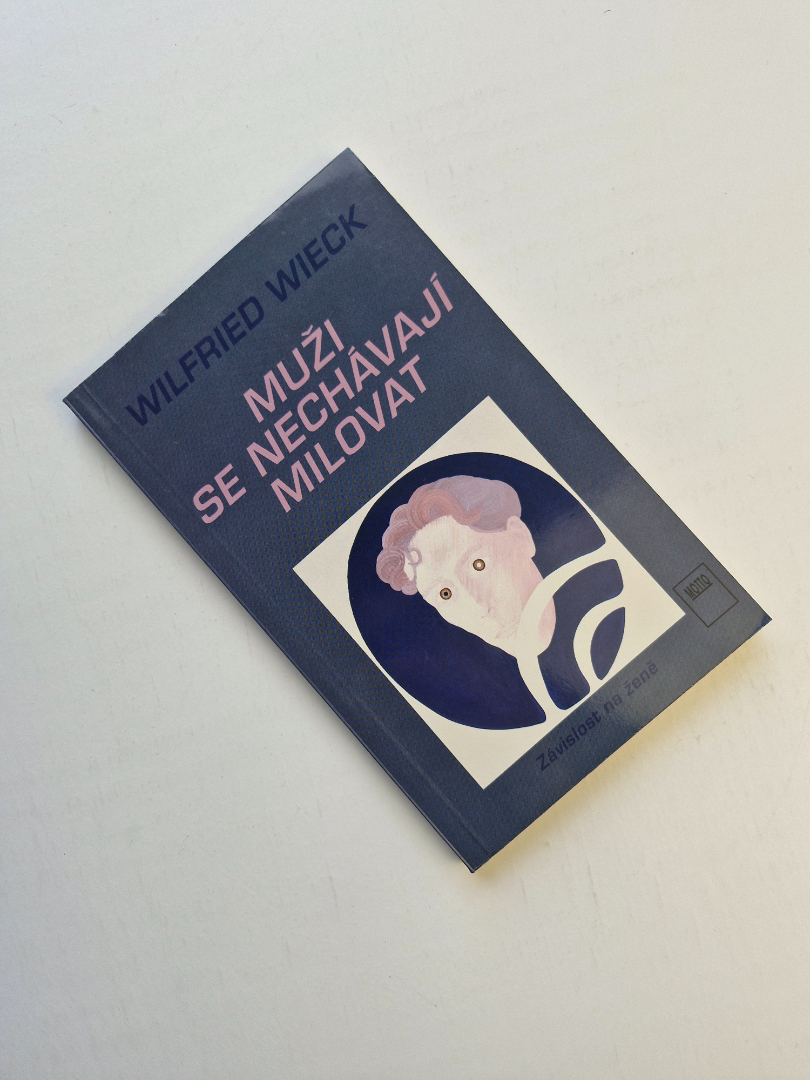 WILFRIED WIECK
MUŽI
SE NECHÁVAJÍ
MILOVAT
MOTTO
Závislost na ženě